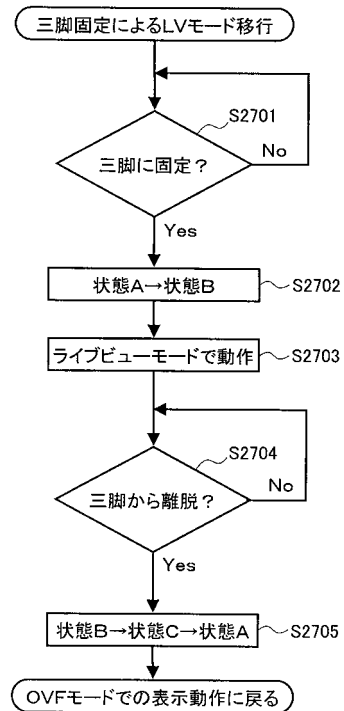 三脚固定によるLVモード移行
S2701
三脚に固定？
No
Yes
状態A→状態B
S2702
ライブビューモードで動作
S2703
S2704
三脚から離脱？
No
Yes
状態B→状態C→状態A
S2705
OVFモードでの表示動作に戻る